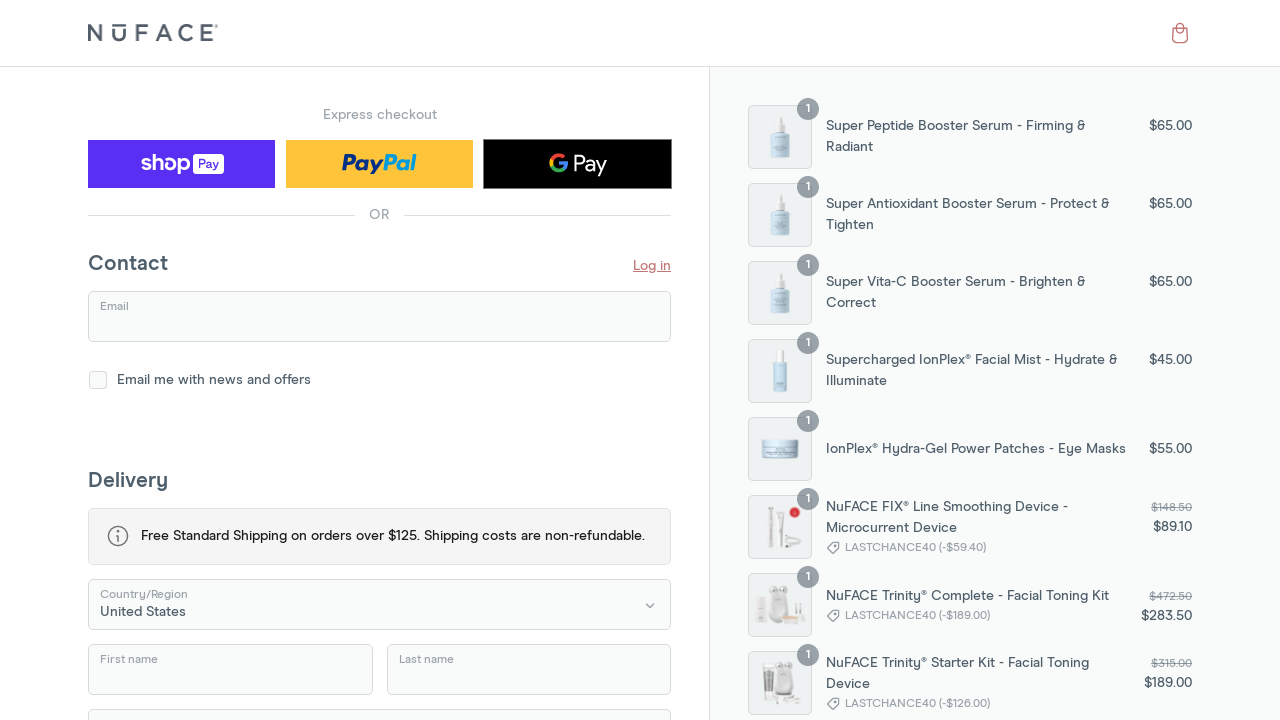 NUFACE®
Express checkout
shop Pay
PayPal
G Pay
OR
Contact
Log in
Email
Email me with news and offers
Delivery
Free Standard Shipping on orders over $125. Shipping costs are non-refundable.
Country/Region
United States
First name
Last name
1
Super Peptide Booster Serum - Firming &
Radiant
$65.00
1
Super Antioxidant Booster Serum - Protect &
Tighten
$65.00
1
Super Vita-C Booster Serum - Brighten &
Correct
$65.00
1
Supercharged IonPlex® Facial Mist - Hydrate &
Illuminate
$45.00
1
IonPlex® Hydra-Gel Power Patches - Eye Masks
$55.00
1
NuFACE FIX® Line Smoothing Device -
Microcurrent Device
LASTCHANCE40 (-$59.40)
$148.50
$89.10
1
NuFACE Trinity® Complete - Facial Toning Kit
LASTCHANCE40 (-$189.00)
$472.50
$283.50
1
NuFACE Trinity® Starter Kit - Facial Toning
Device
LASTCHANCE40 (-$126.00)
$315.00
$189.00